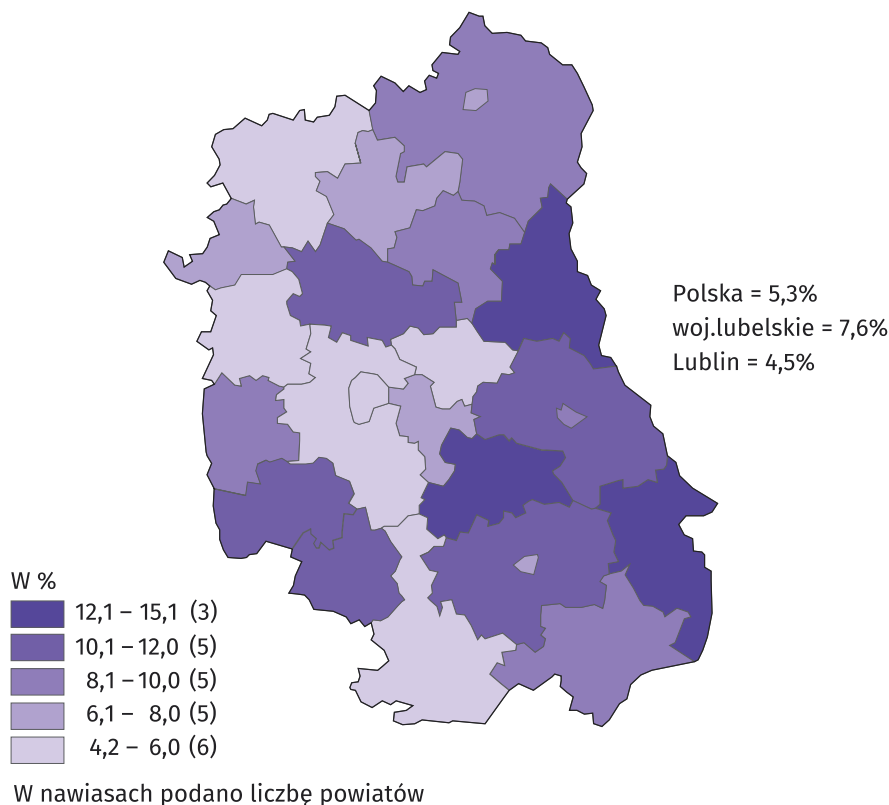 Polska = 5,3%
woj.lubelskie = 7,6%
Lublin = 4,5%
W %
12,1 – 15,1 (3)
10,1 – 12,0 (5)
8,1 – 10,0 (5)
6,1 – 8,0 (5)
4,2 – 6,0 (6)
W nawiasach podano liczbę powiatów